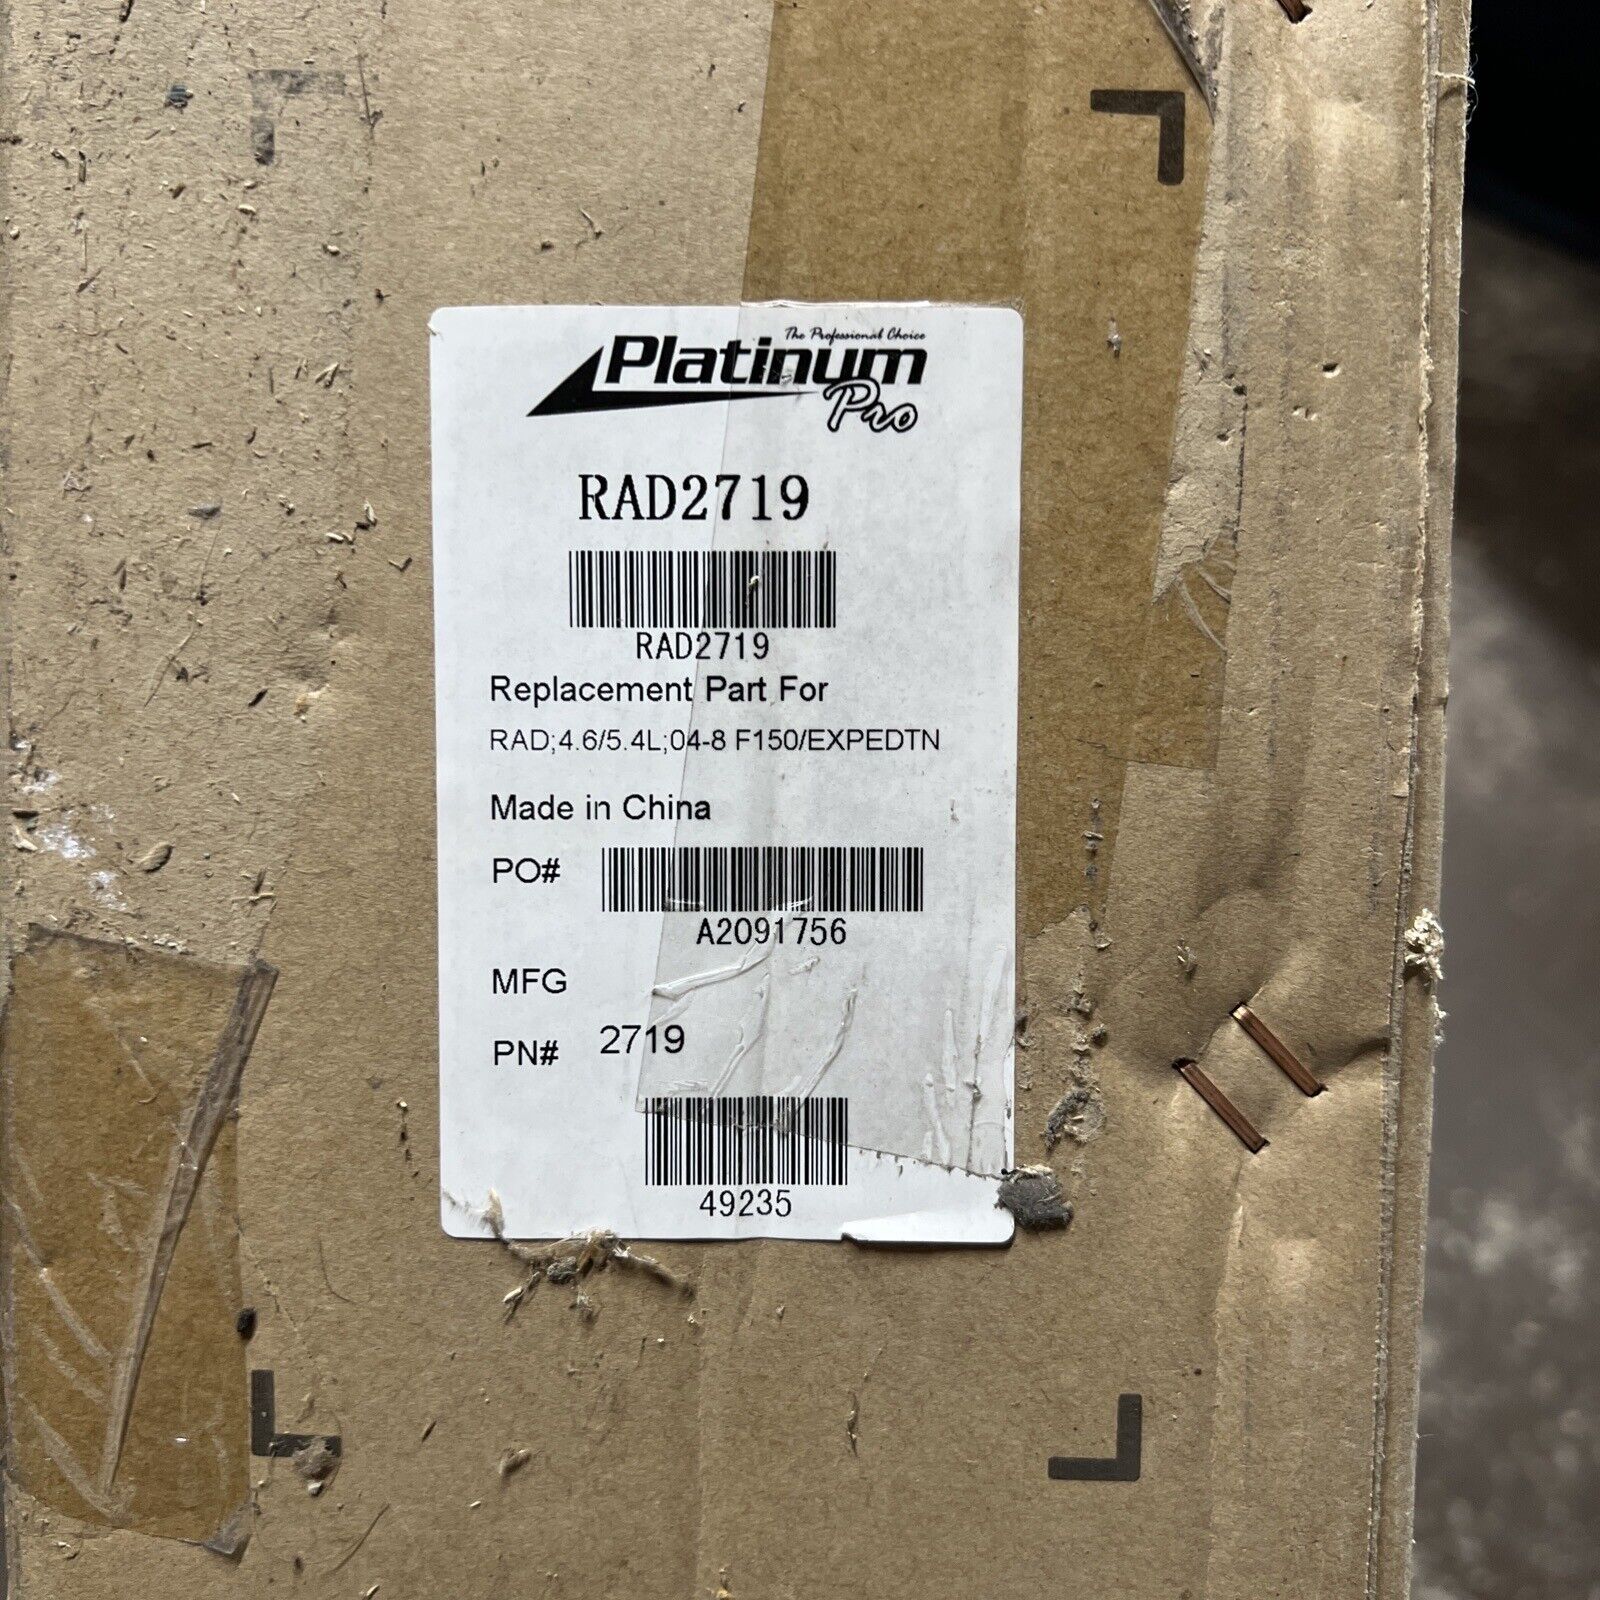 The Professional Choice
Platinum
Pro
RAD2719
RAD2719
Replacement Part For
RAD;4.6/5.4L;04-8 F150/EXPEDTN
Made in China
PO#
A2091756
MFG
PN# 2719
49235